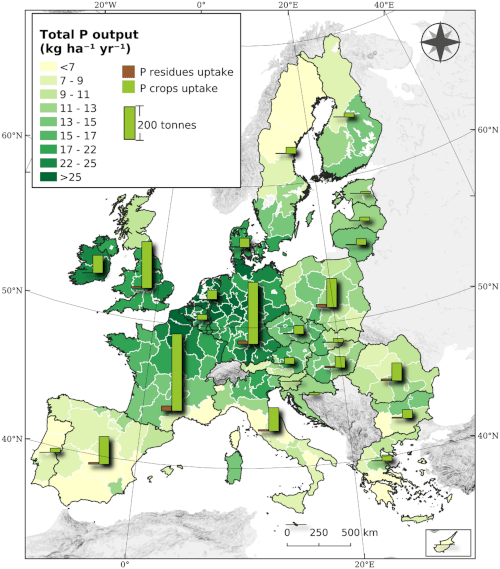 20°W 0° 20°E 40°E
Total P output
(kg ha⁻¹ yr⁻¹)
<7
7 - 9
9 - 11
11 - 13
13 - 15
15 - 17
17 - 22
22 - 25
>25
P residues uptake
P crops uptake
200 tonnes
60°N
60°N
50°N
50°N
40°N
40°N
0 250 500 km
0° 20°E